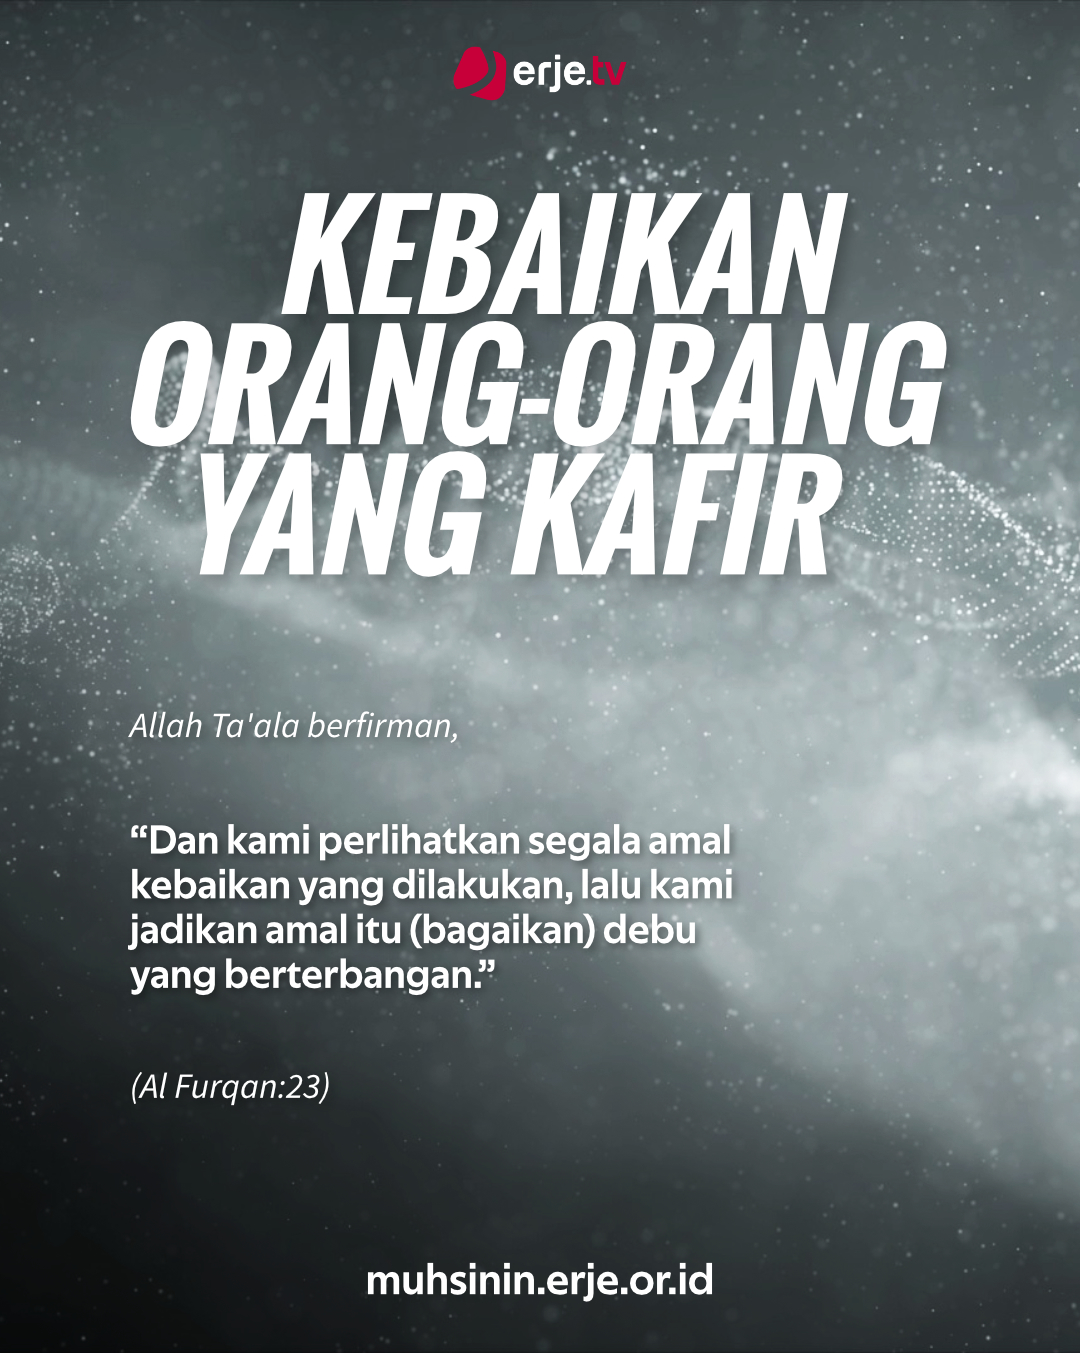 erje.tv
KEBAIKAN
ORANG-ORANG
YANG KAFIR
Allah Ta'ala berfirman,
“Dan kami perlihatkan segala amal
kebaikan yang dilakukan, lalu kami
jadikan amal itu (bagaikan) debu
yang berterbangan.”
(Al Furqan:23)
muhsinin.erje.or.id